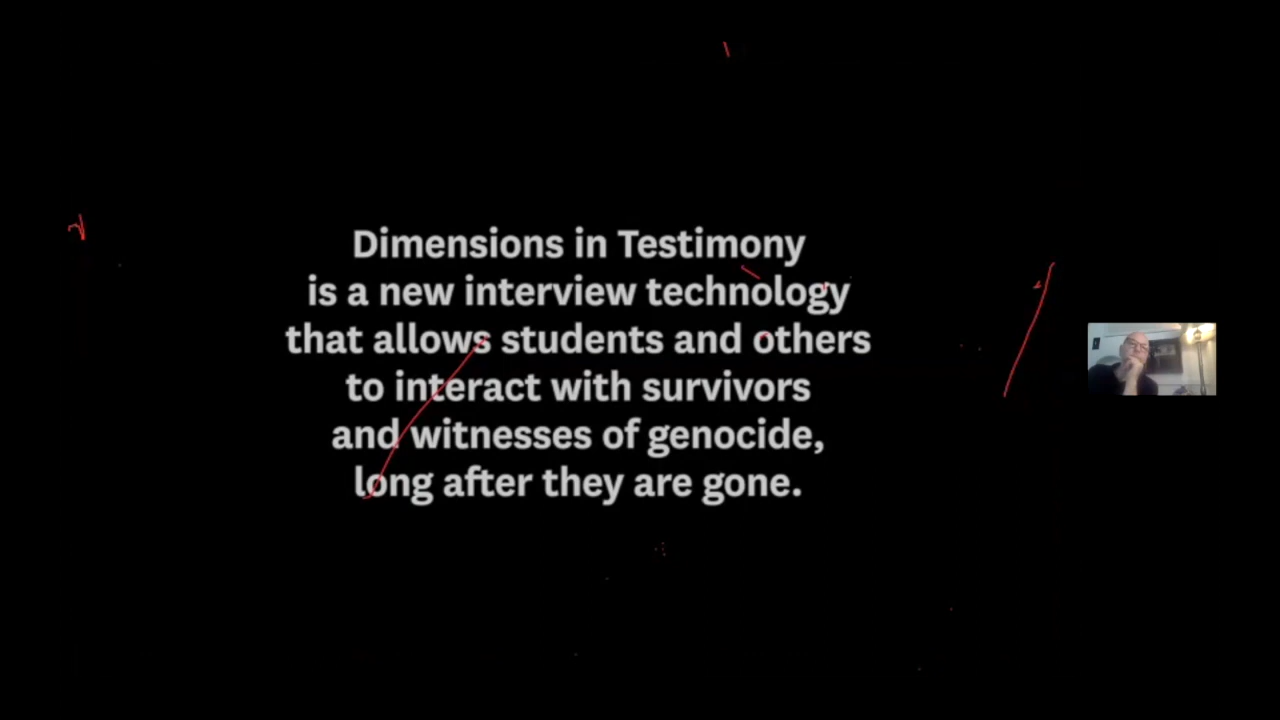 Dimensions in Testimony
is a new interview technology
that allows students and others
to interact with survivors
and witnesses of genocide,
long after they are gone.